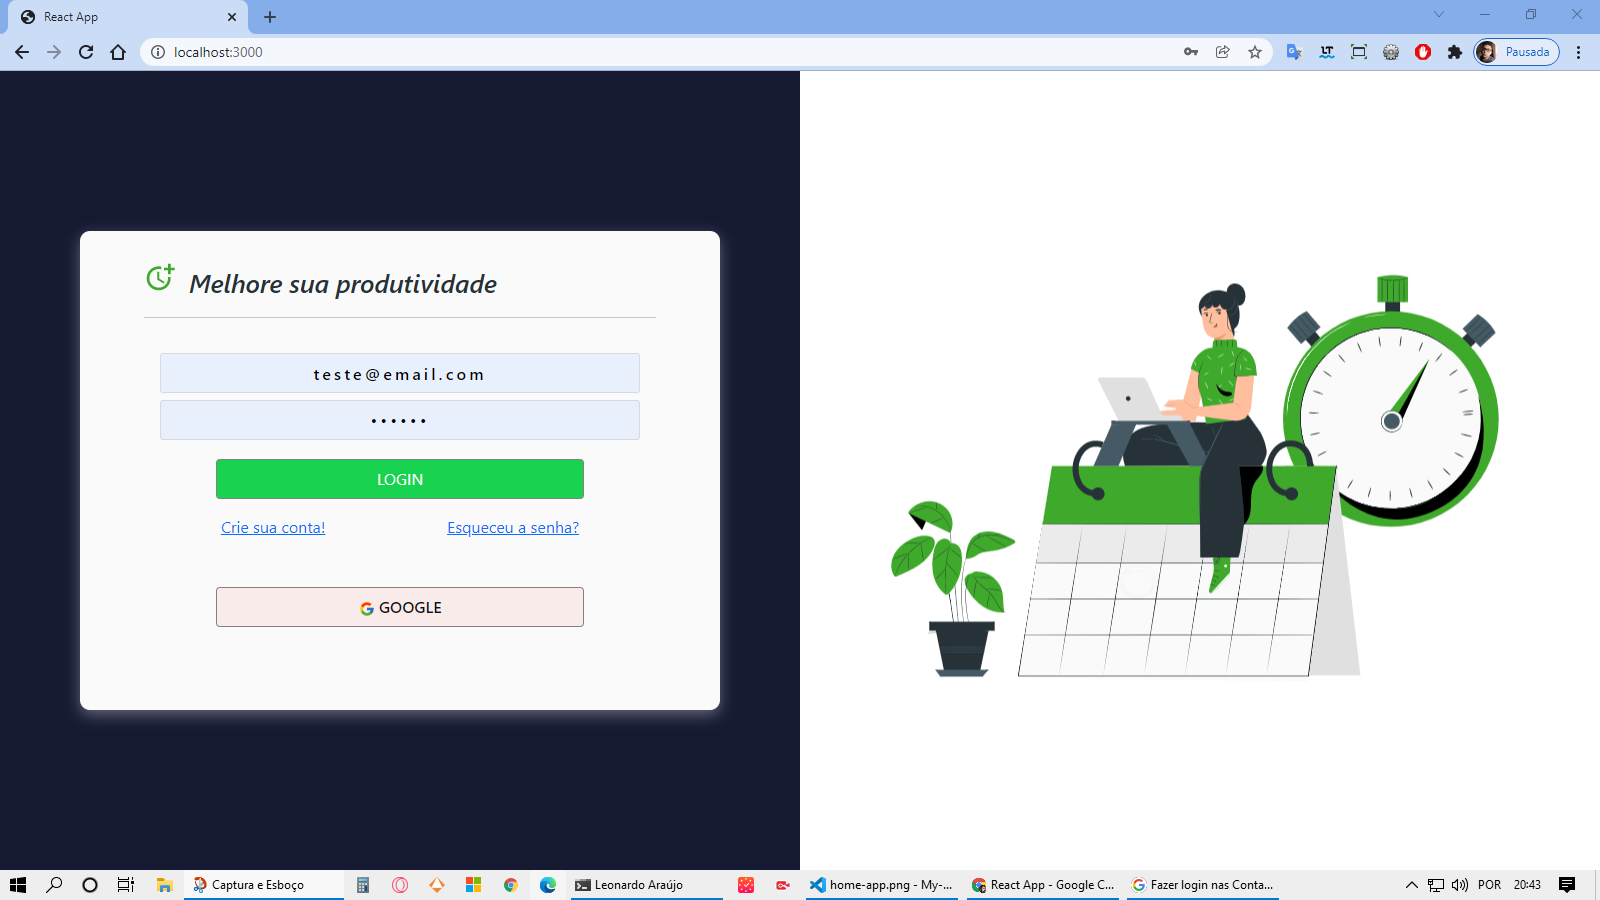 React App
localhost:3000
Pausada
Melhore sua produtividade
teste@email.com
••••••
LOGIN
Crie sua conta! Esqueceu a senha?
GOOGLE
Captura e Esboço
Leonardo Araújo
home-app.png - My-...
React App - Google C...
Fazer login nas Conta...
POR
20:43